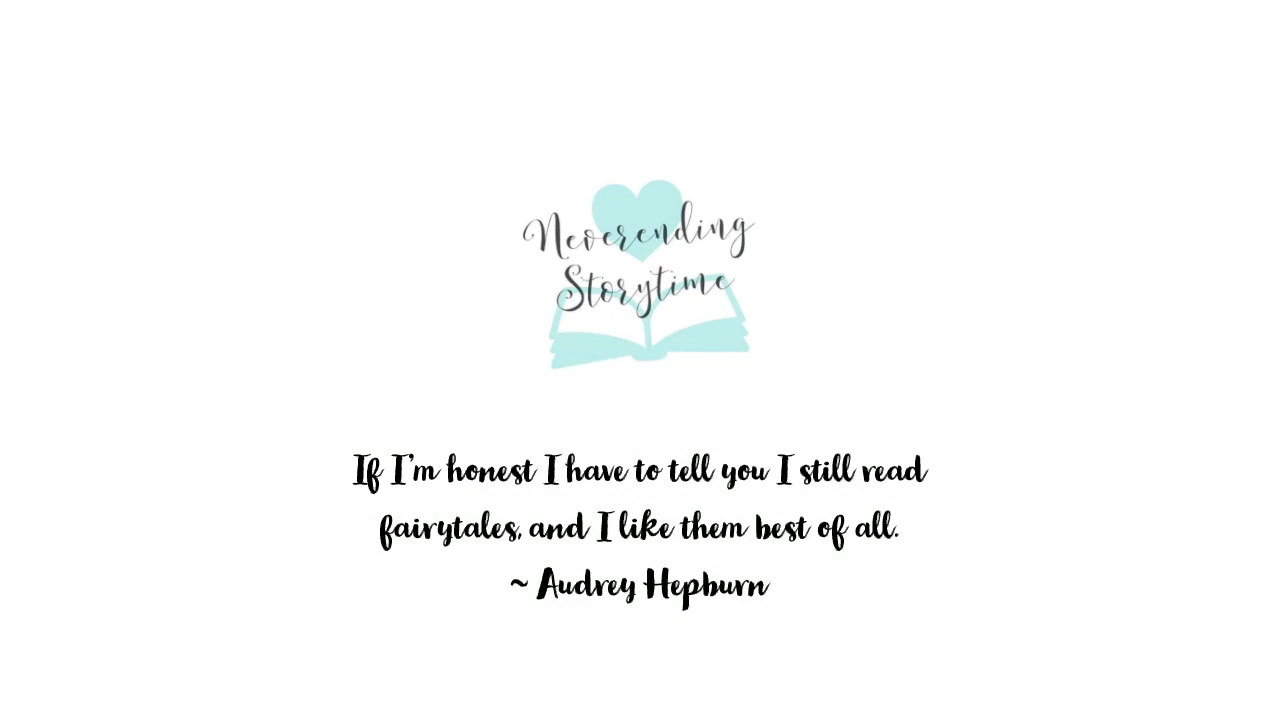 Neverending
Storytime
If I'm honest I have to tell you I still read
fairytales, and I like them best of all.
~ Audrey Hepburn